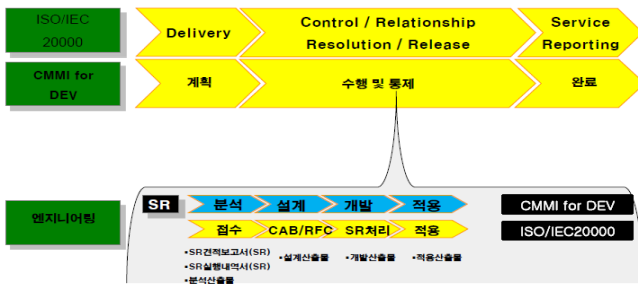 ISO/IEC
20000
Delivery
Control / Relationship
Resolution / Release
Service
Reporting
CMMI for
DEV
계획
수행 및 통제
완료
엔지니어링
SR
분석
설계
개발
적용
CMMI for DEV
접수
CAB/RFC
SR처리
적용
ISO/IEC20000
•SR견적보고서(SR)
•SR실행내역서(SR)
•분석산출물
•설계산출물
•개발산출물
•적용산출물